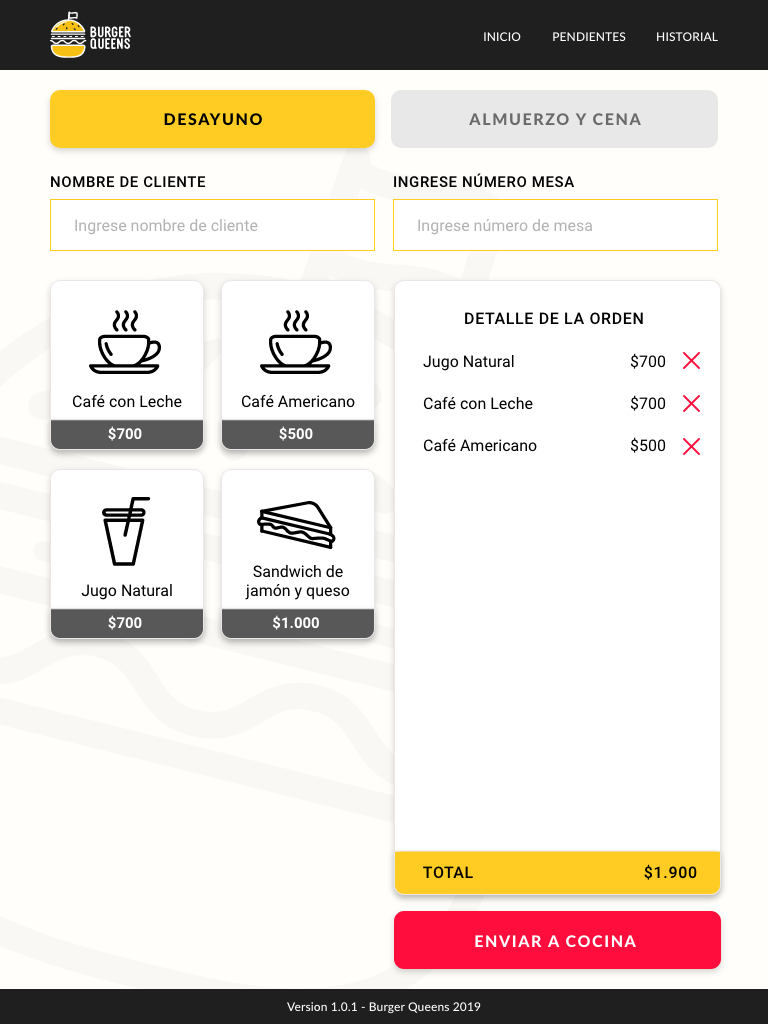 BURGER
QUEENS
INICIO
PENDIENTES
HISTORIAL
DESAYUNO
ALMUERZO Y CENA
NOMBRE DE CLIENTE
Ingrese nombre de cliente
INGRESE NÚMERO MESA
Ingrese número de mesa
Café con Leche
$700
Café Americano
$500
Jugo Natural
$700
Sandwich de
jamón y queso
$1.000
DETALLE DE LA ORDEN
Jugo Natural $700
Café con Leche $700
Café Americano $500
TOTAL $1.900
ENVIAR A COCINA
Version 1.0.1 - Burger Queens 2019